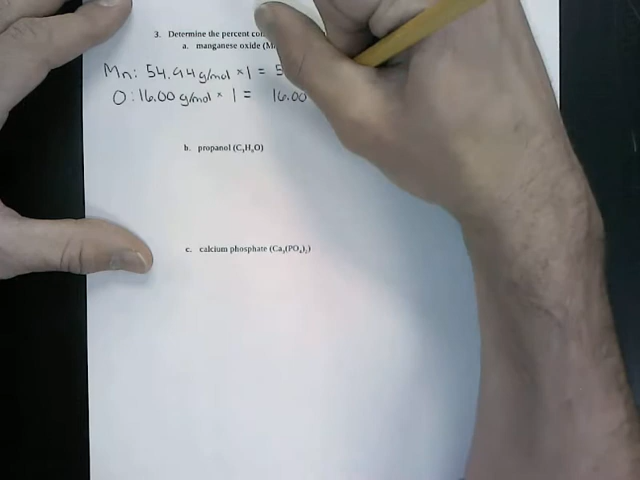 3. Determine the percent
a. manganese oxide
Mn: 54.94 g/mol × 1 = 5
O: 16.00 g/mol × 1 = 16.00
b. propanol (C₃H₈O)
c. calcium phosphate (Ca₃(PO₄)₂)